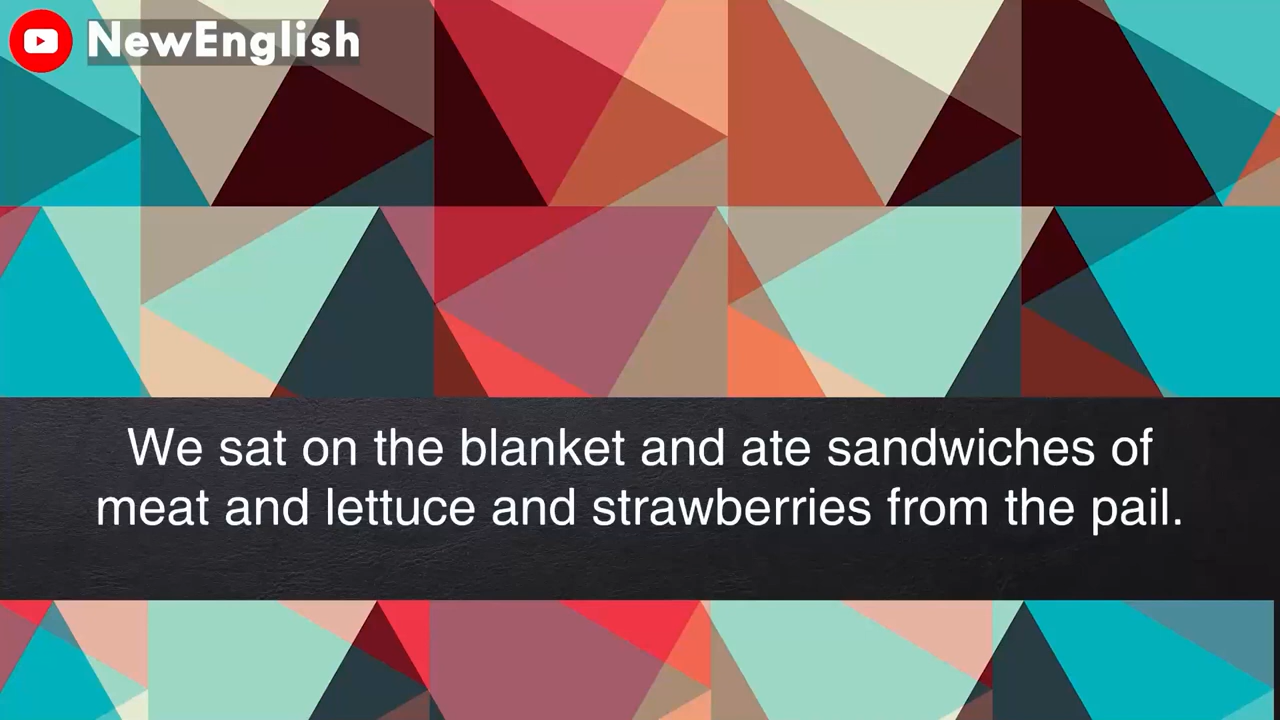 NewEnglish
We sat on the blanket and ate sandwiches of
meat and lettuce and strawberries from the pail.